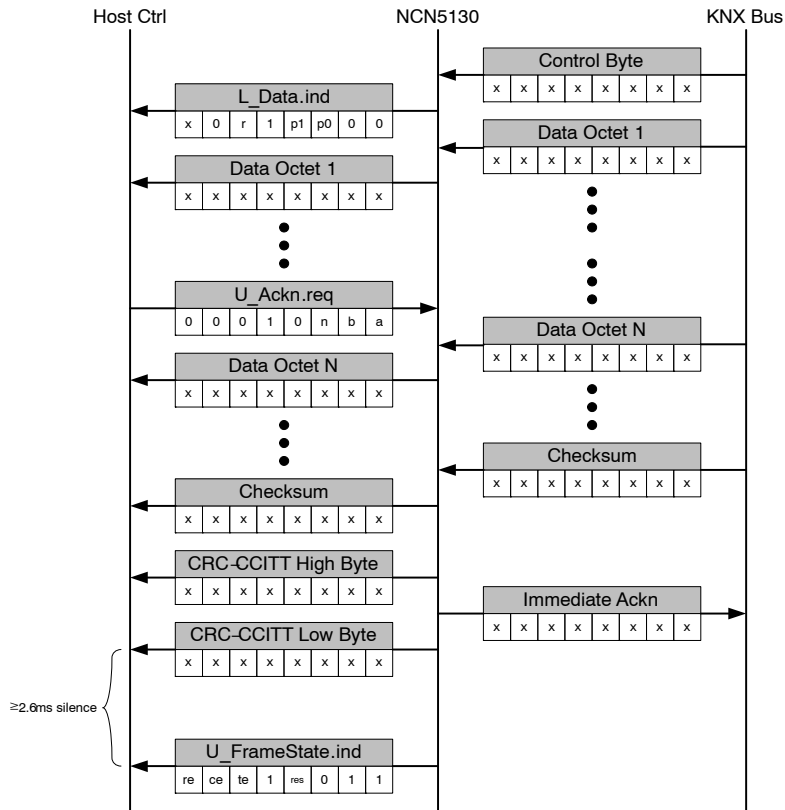 Host Ctrl NCN5130 KNX Bus
Control Byte
x x x x x x x x
L_Data.ind
x 0 r 1 p1 p0 0 0
Data Octet 1
x x x x x x x x
Data Octet 1
x x x x x x x x
U_Ackn.req
0 0 0 1 0 n b a
Data Octet N
x x x x x x x x
Data Octet N
x x x x x x x x
Checksum
x x x x x x x x
Checksum
x x x x x x x x
CRC-CCITT High Byte
x x x x x x x x
Immediate Ackn
x x x x x x x x
CRC-CCITT Low Byte
x x x x x x x x
≥2.6ms silence
U_FrameState.ind
re ce te 1 res 0 1 1